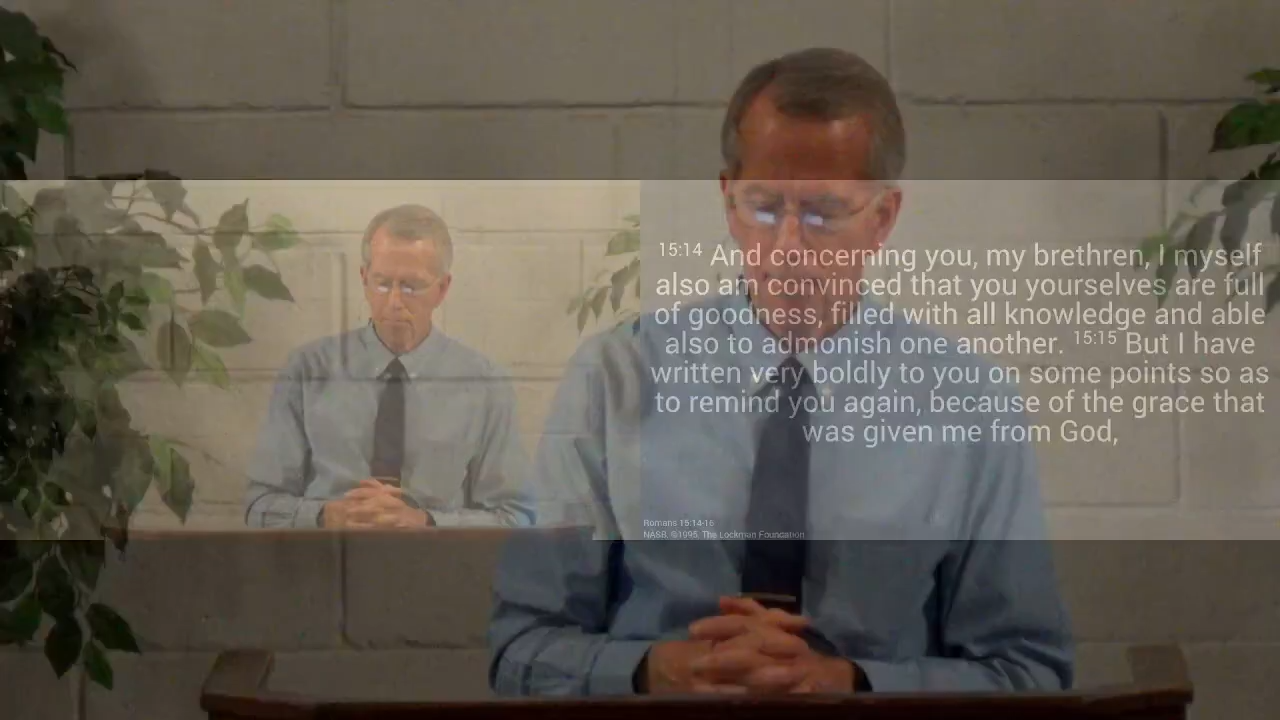 15:14 And concerning you, my brethren, I myself
also am convinced that you yourselves are full
of goodness, filled with all knowledge and able
also to admonish one another. 15:15 But I have
written very boldly to you on some points so as
to remind you again, because of the grace that
was given me from God,
Romans 15:14-16
NASB, ©1995, The Lockman Foundation